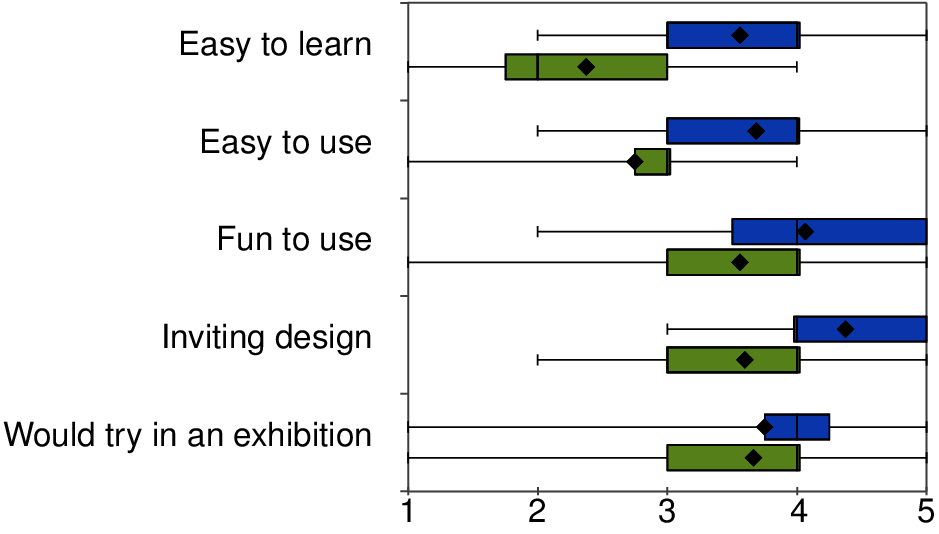 Easy to learn
Easy to use
Fun to use
Inviting design
Would try in an exhibition
1 2 3 4 5